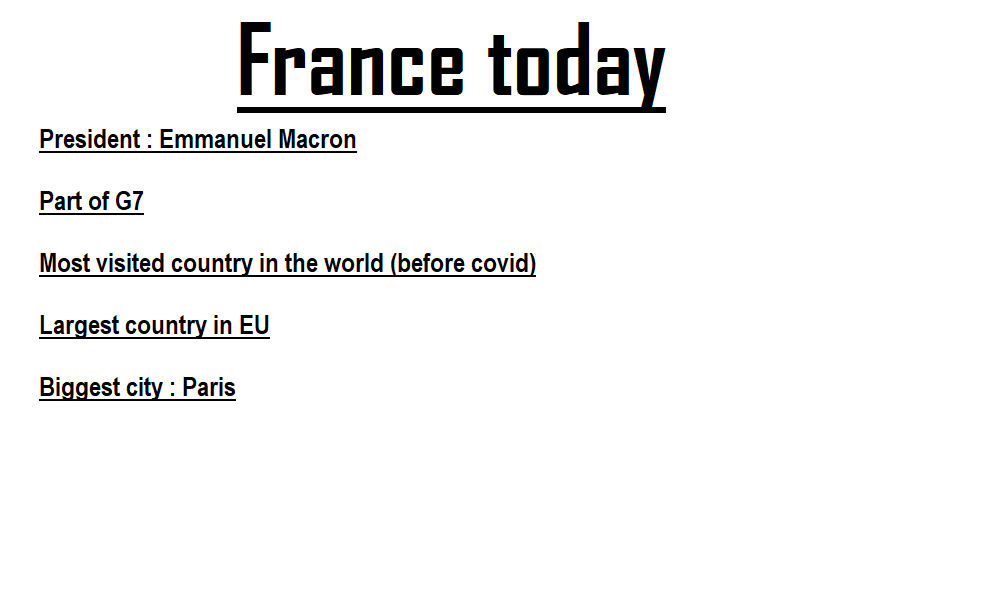 France today
President : Emmanuel Macron
Part of G7
Most visited country in the world (before covid)
Largest country in EU
Biggest city : Paris